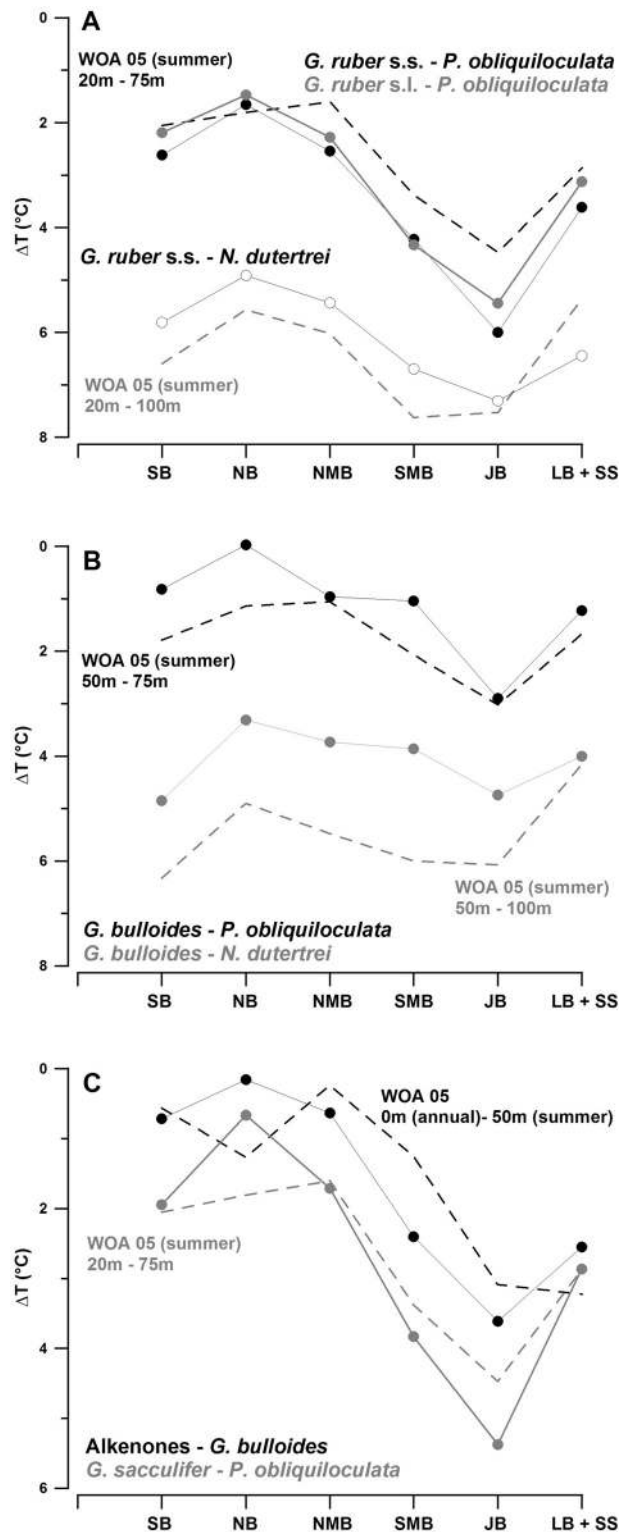 A
WOA 05 (summer)
20m - 75m
G. ruber s.s. - P. obliquiloculata
G. ruber s.l. - P. obliquiloculata
G. ruber s.s. - N. dutertrei
WOA 05 (summer)
20m - 100m
0
2
4
6
8
ΔT (°C)
SB NB NMB SMB JB LB + SS
B
WOA 05 (summer)
50m - 75m
WOA 05 (summer)
50m - 100m
G. bulloides - P. obliquiloculata
G. bulloides - N. dutertrei
0
2
4
6
8
ΔT (°C)
SB NB NMB SMB JB LB + SS
C
WOA 05
0m (annual)- 50m (summer)
WOA 05 (summer)
20m - 75m
Alkenones - G. bulloides
G. sacculifer - P. obliquiloculata
0
2
4
6
ΔT (°C)
SB NB NMB SMB JB LB + SS